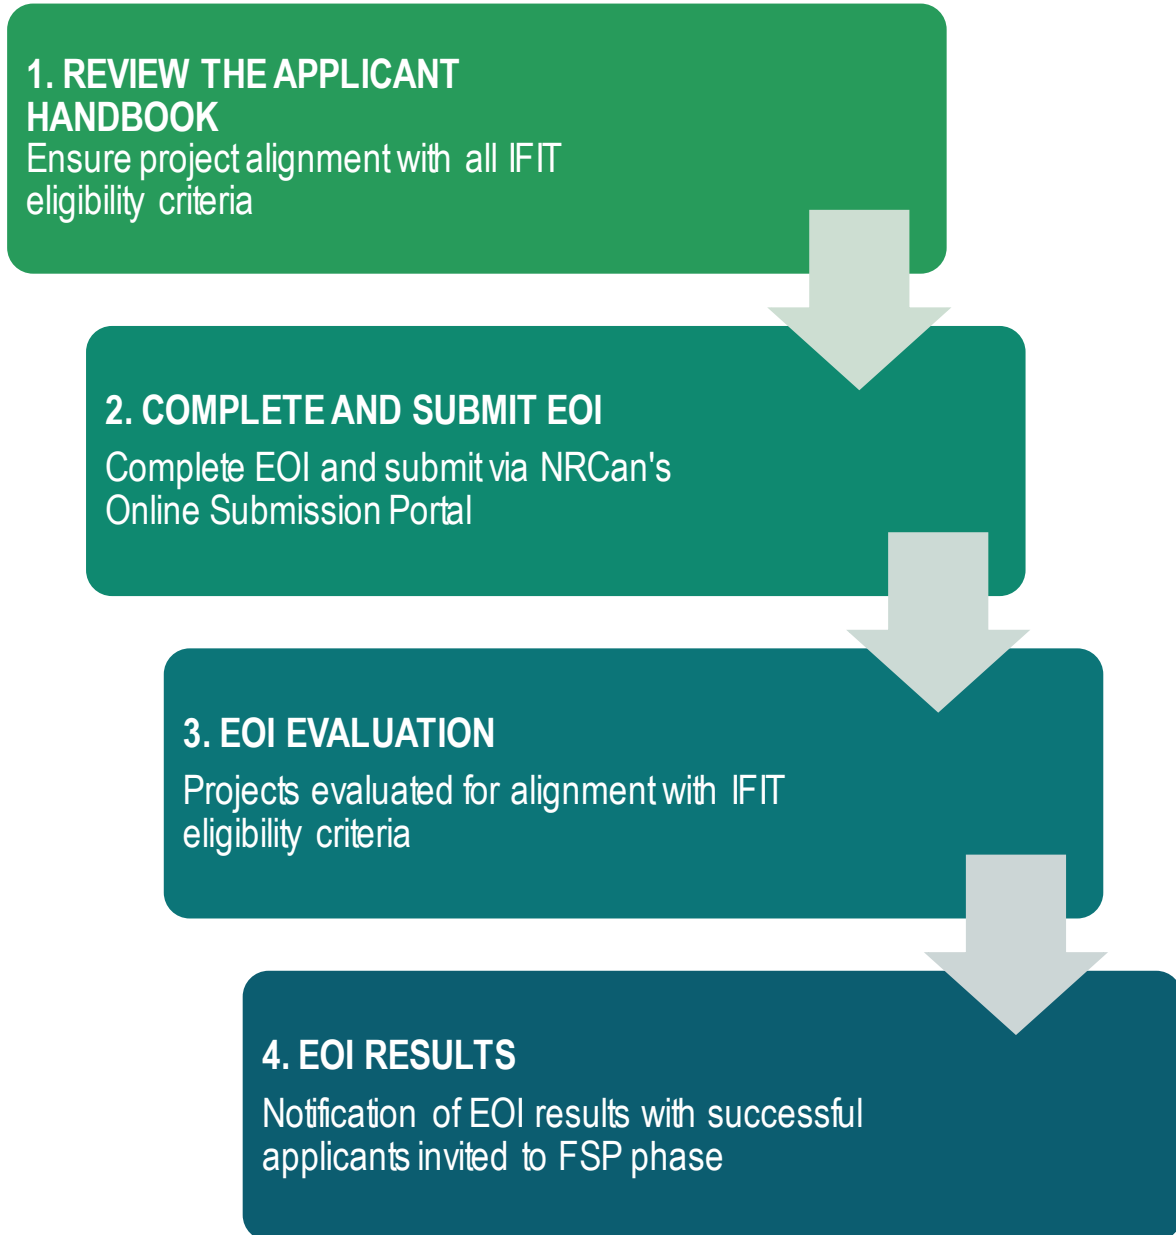 1. REVIEW THE APPLICANT
HANDBOOK
Ensure project alignment with all IFIT
eligibility criteria
2. COMPLETE AND SUBMIT EOI
Complete EOI and submit via NRCan's
Online Submission Portal
3. EOI EVALUATION
Projects evaluated for alignment with IFIT
eligibility criteria
4. EOI RESULTS
Notification of EOI results with successful
applicants invited to FSP phase